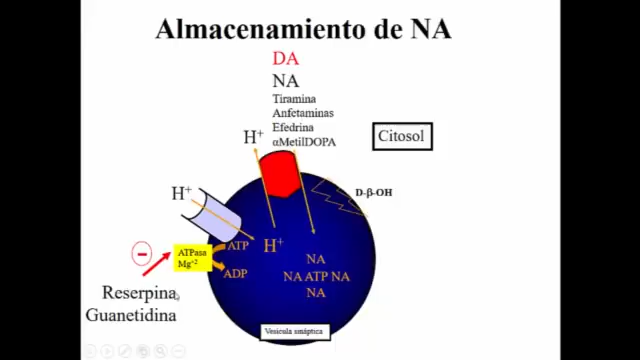 Almacenamiento de NA
DA
NA
Tiramina
Anfetaminas
Efedrina
αMetilDOPA
H+
Citosol
H+
D-β-OH
ATP
H+
ATPasa
Mg+2
ADP
NA
NA ATP NA
NA
Reserpina
Guanetidina
Vesícula sináptica